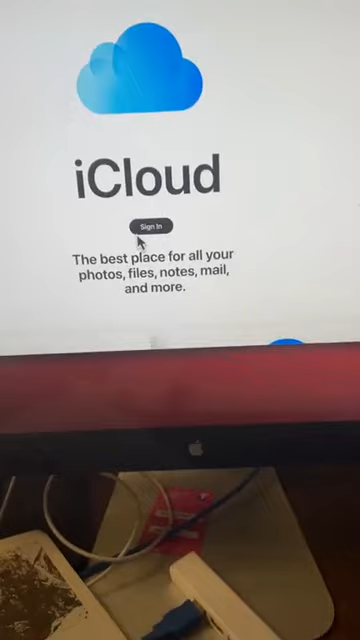 iCloud
Sign In
The best place for all your
photos, files, notes, mail,
and more.